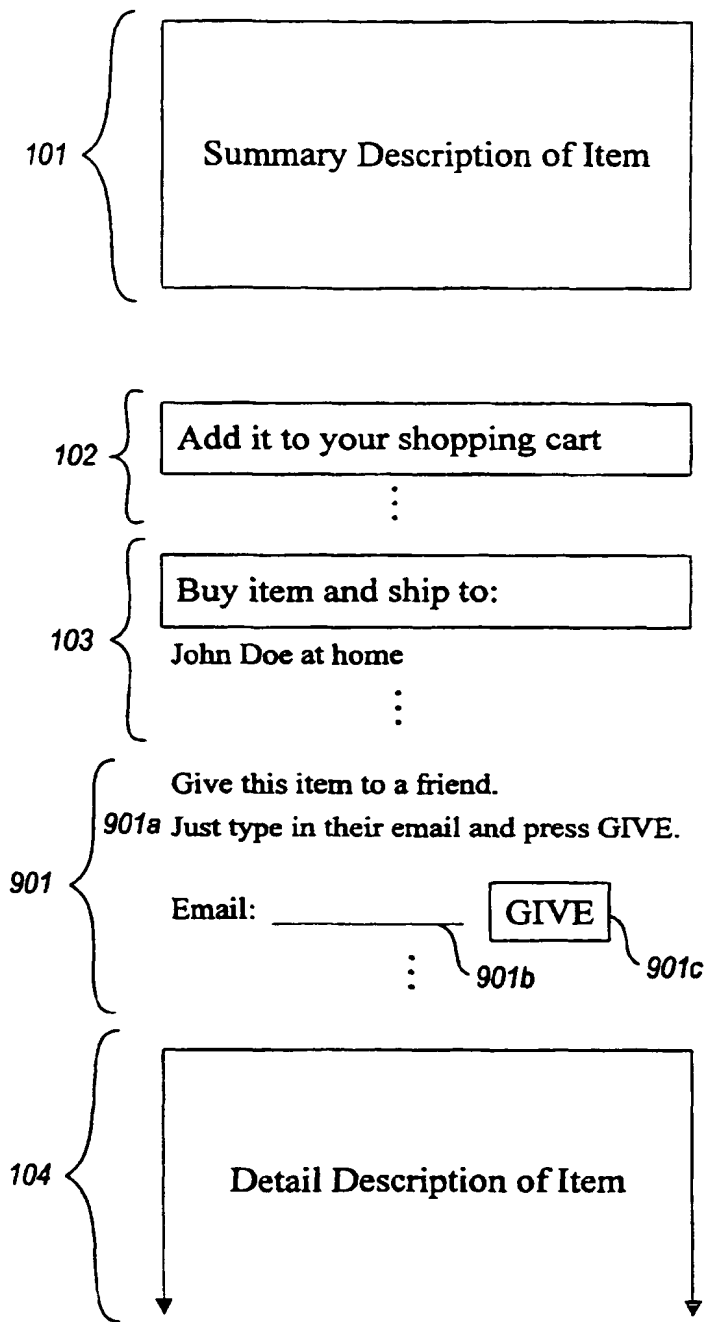 101
Summary Description of Item
102
Add it to your shopping cart
103
Buy item and ship to:
John Doe at home
901
Give this item to a friend.
901a Just type in their email and press GIVE.
Email: GIVE
901b
901c
104
Detail Description of Item